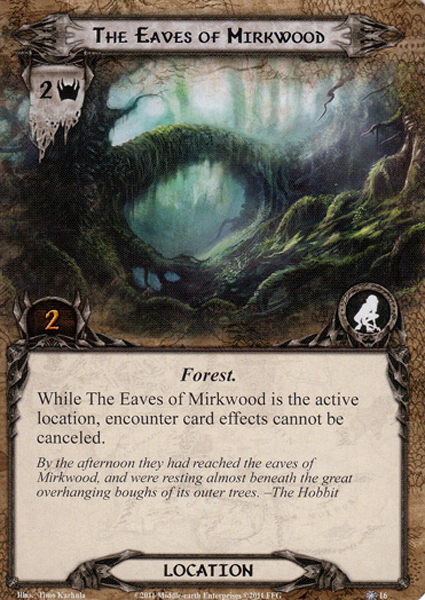 THE EAVES OF MIRKWOOD
2
2
Forest.
While The Eaves of Mirkwood is the active
location, encounter card effects cannot be
canceled.
By the afternoon they had reached the eaves of
Mirkwood, and were resting almost beneath the great
overhanging boughs of its outer trees. –The Hobbit
LOCATION
Illus. Timo Karhula ©2011 Middle-earth Enterprises ©2011 FFG 16